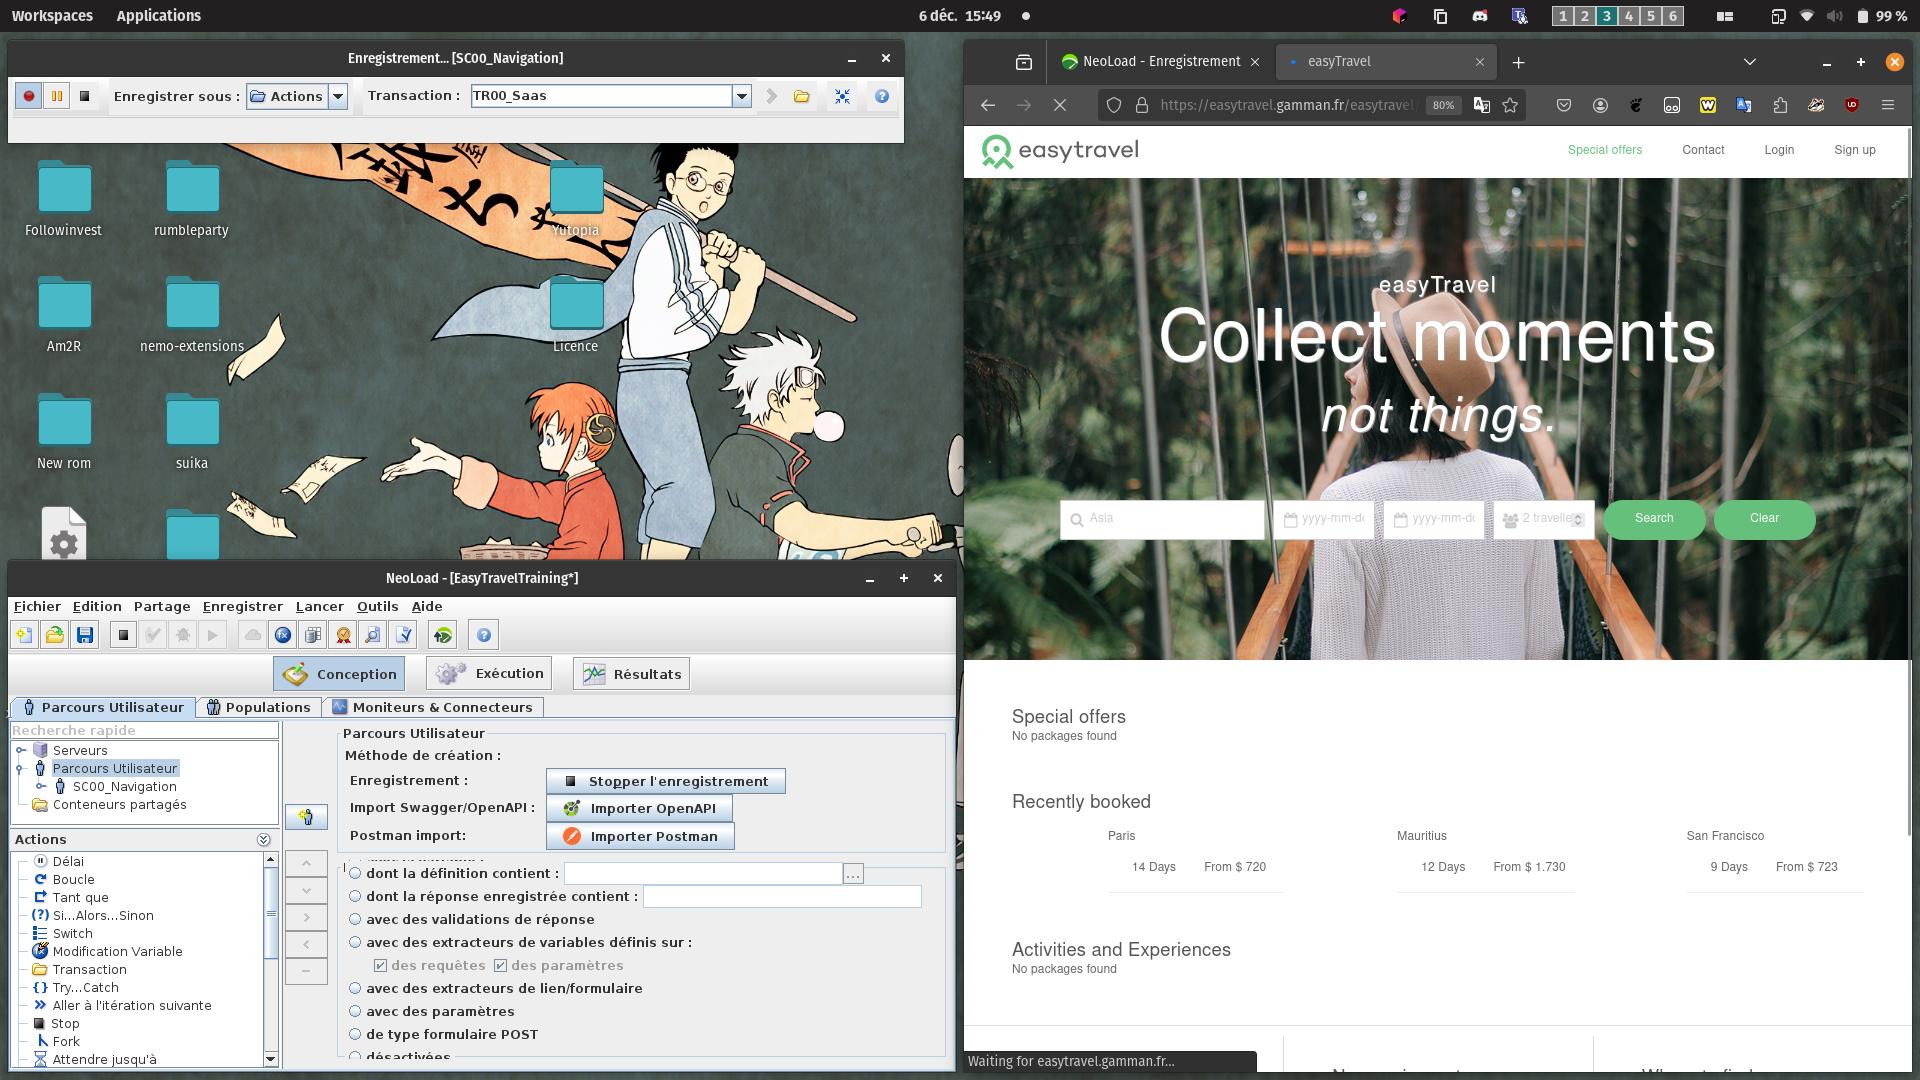 Workspaces Applications 6 déc. 15:49 1 2 3 4 5 6 99 %
Enregistrement... [SC00_Navigation]
Enregistrer sous : Actions Transaction : TR00_Saas
Followinvest rumbleparty Yutopia
Am2R nemo-extensions Licence
New rom suika
NeoLoad - [EasyTravelTraining*]
Fichier Edition Partage Enregistrer Lancer Outils Aide
Conception Exécution Résultats
Parcours Utilisateur Populations Moniteurs & Connecteurs
Recherche rapide
Serveurs
Parcours Utilisateur
SC00_Navigation
Conteneurs partagés
Actions
Délai
Boucle
Tant que
Si...Alors...Sinon
Switch
Modification Variable
Transaction
Try...Catch
Aller à l'itération suivante
Stop
Fork
Attendre jusqu'à
Parcours Utilisateur
Méthode de création :
Enregistrement : Stopper l'enregistrement
Import Swagger/OpenAPI : Importer OpenAPI
Postman import: Importer Postman
dont la définition contient : ...
dont la réponse enregistrée contient :
avec des validations de réponse
avec des extracteurs de variables définis sur :
des requêtes des paramètres
avec des extracteurs de lien/formulaire
avec des paramètres
de type formulaire POST
désactivées
NeoLoad - Enregistrement easyTravel
https://easytravel.gamman.fr/easytravel/ 80%
easytravel Special offers Contact Login Sign up
easyTravel
Collect moments
not things.
Asia yyyy-mm-dd yyyy-mm-dd 2 travelle Search Clear
Special offers
No packages found
Recently booked
Paris Mauritius San Francisco
14 Days From $ 720 12 Days From $ 1.730 9 Days From $ 723
Activities and Experiences
No packages found
Waiting for easytravel.gamman.fr...